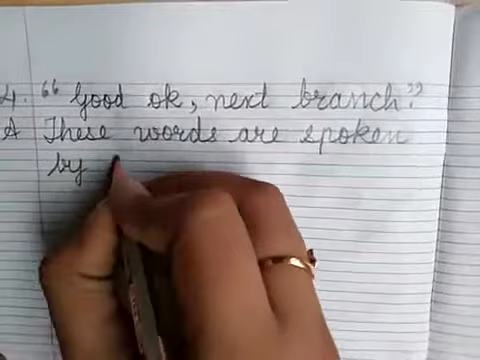 4. "Good ok, next branch."
A These words are spoken
by